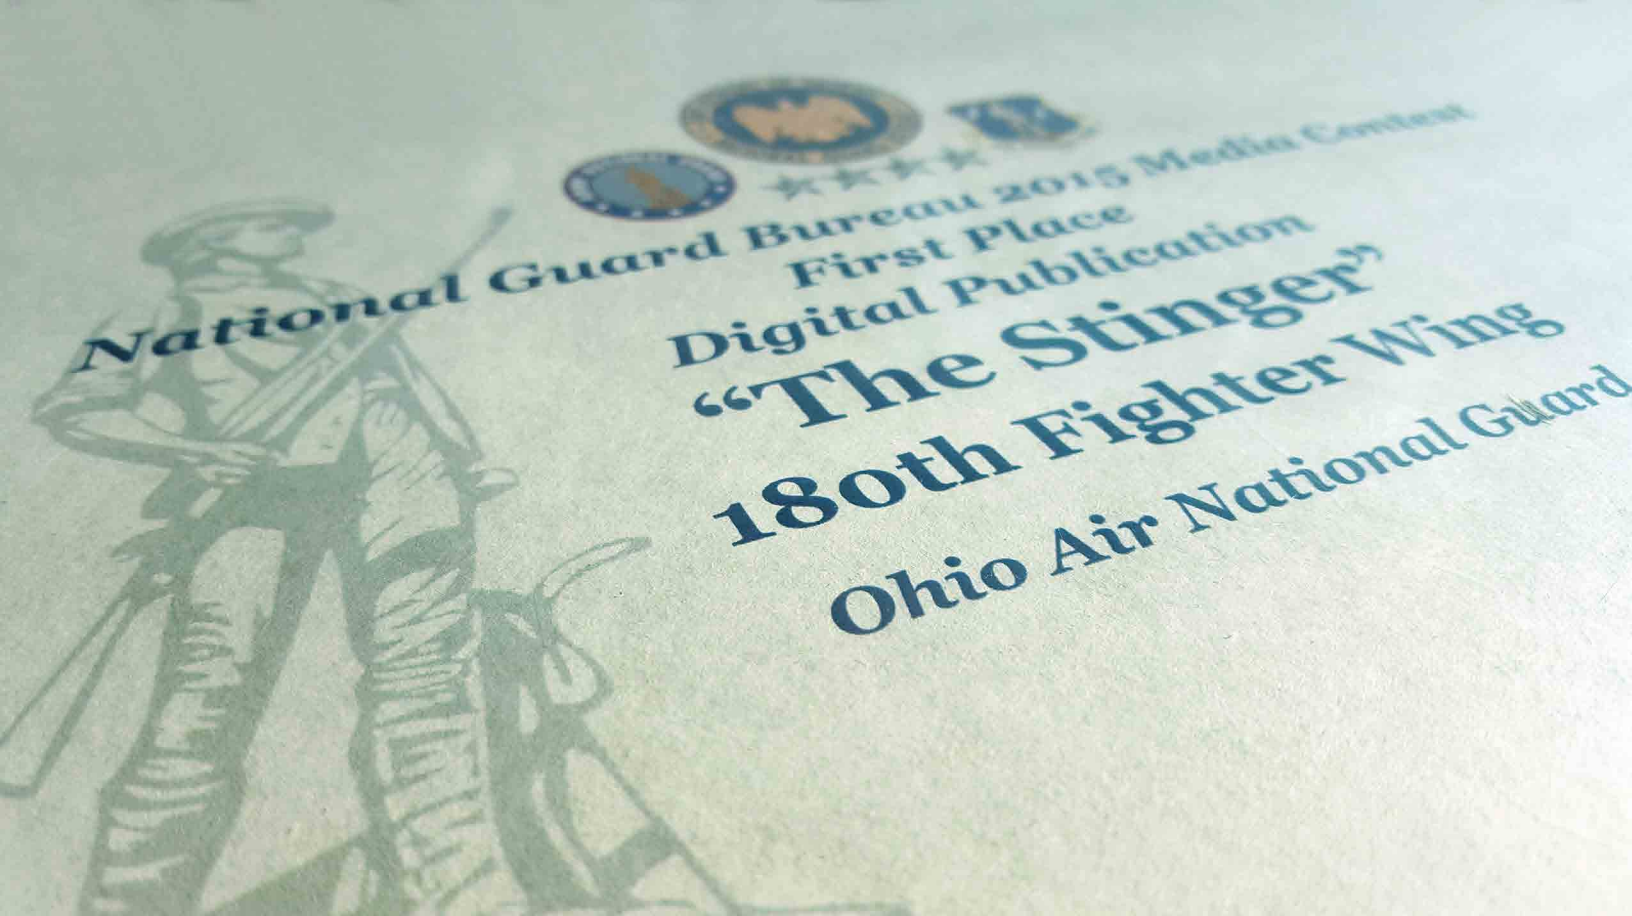 National Guard Bureau 2015 Media Contest
First Place
Digital Publication
“The Stinger”
180th Fighter Wing
Ohio Air National Guard